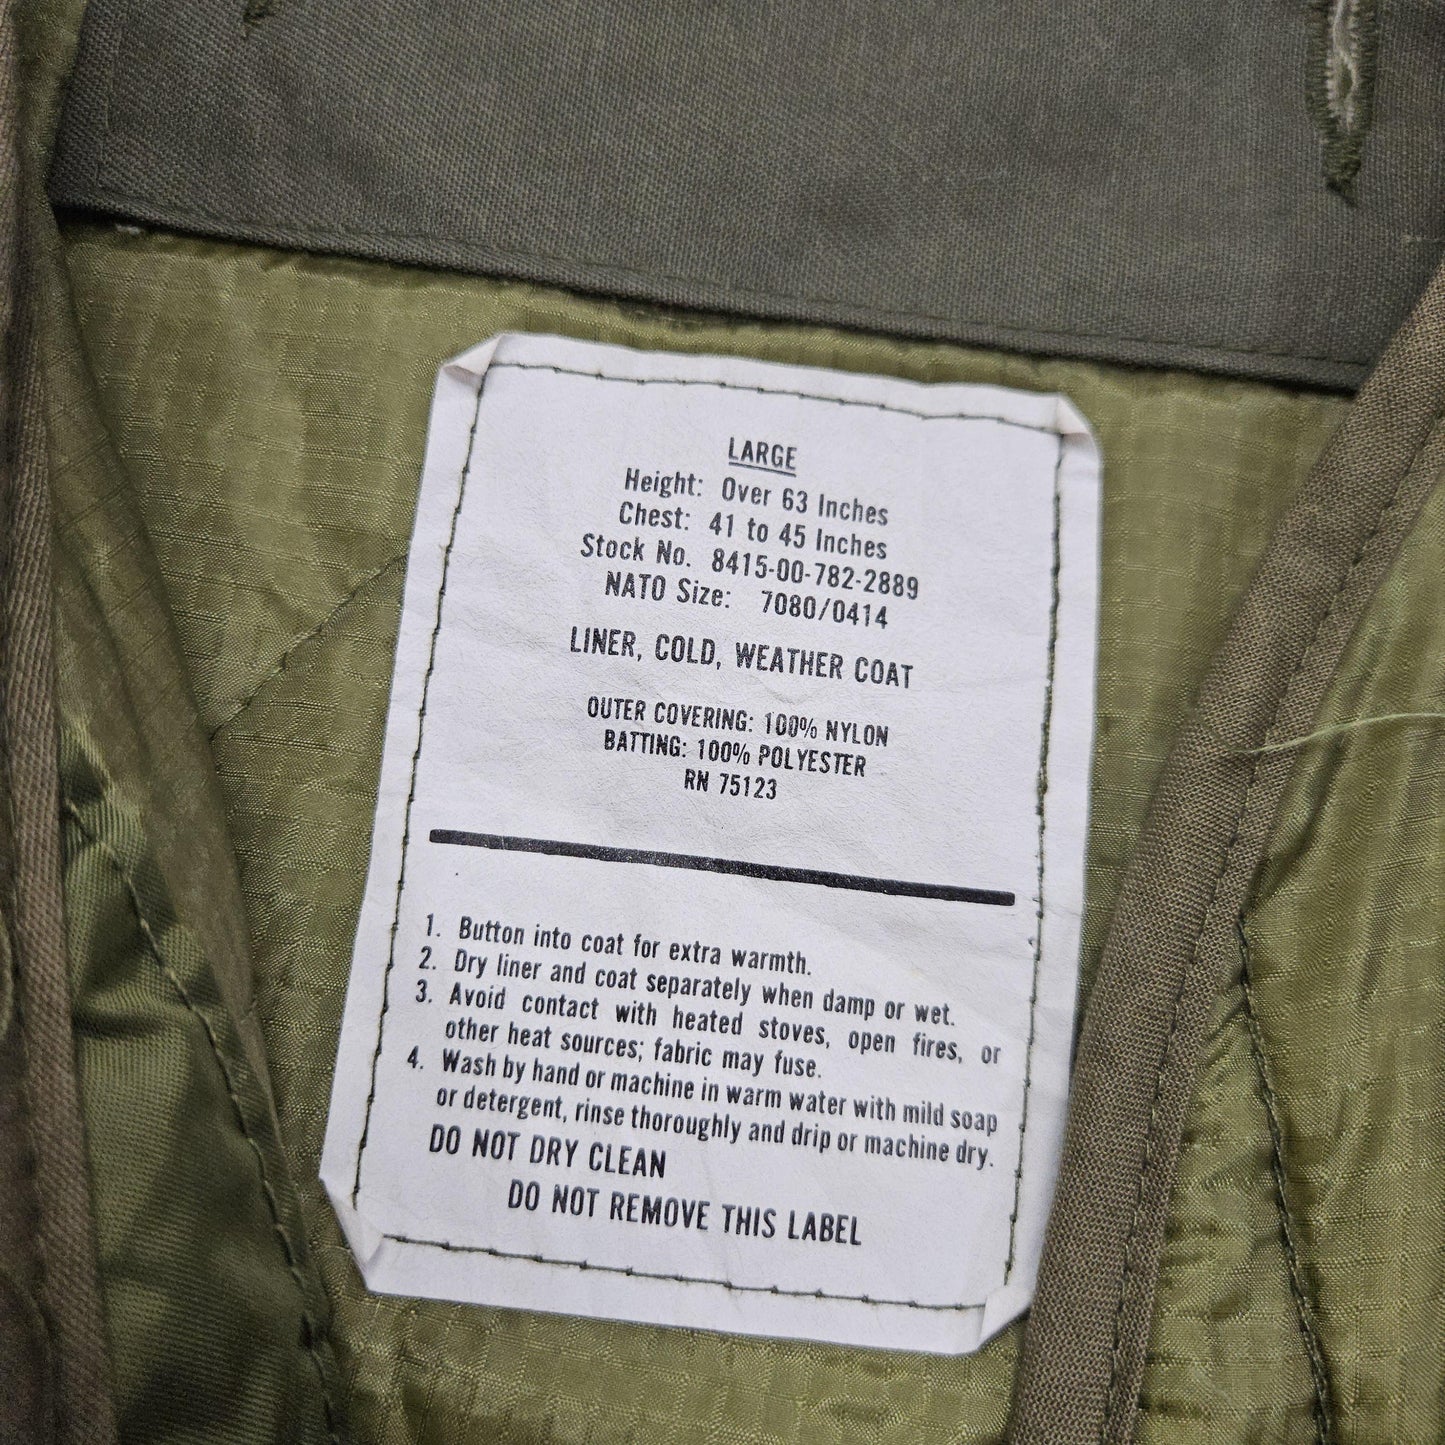 LARGE
Height: Over 63 Inches
Chest: 41 to 45 Inches
Stock No. 8415-00-782-2889
NATO Size: 7080/0414
LINER, COLD, WEATHER COAT
OUTER COVERING: 100% NYLON
BATTING: 100% POLYESTER
RN 75123
1. Button into coat for extra warmth.
2. Dry liner and coat separately when damp or wet.
3. Avoid contact with heated stoves, open fires, or
other heat sources; fabric may fuse.
4. Wash by hand or machine in warm water with mild soap
or detergent, rinse thoroughly and drip or machine dry.
DO NOT DRY CLEAN
DO NOT REMOVE THIS LABEL